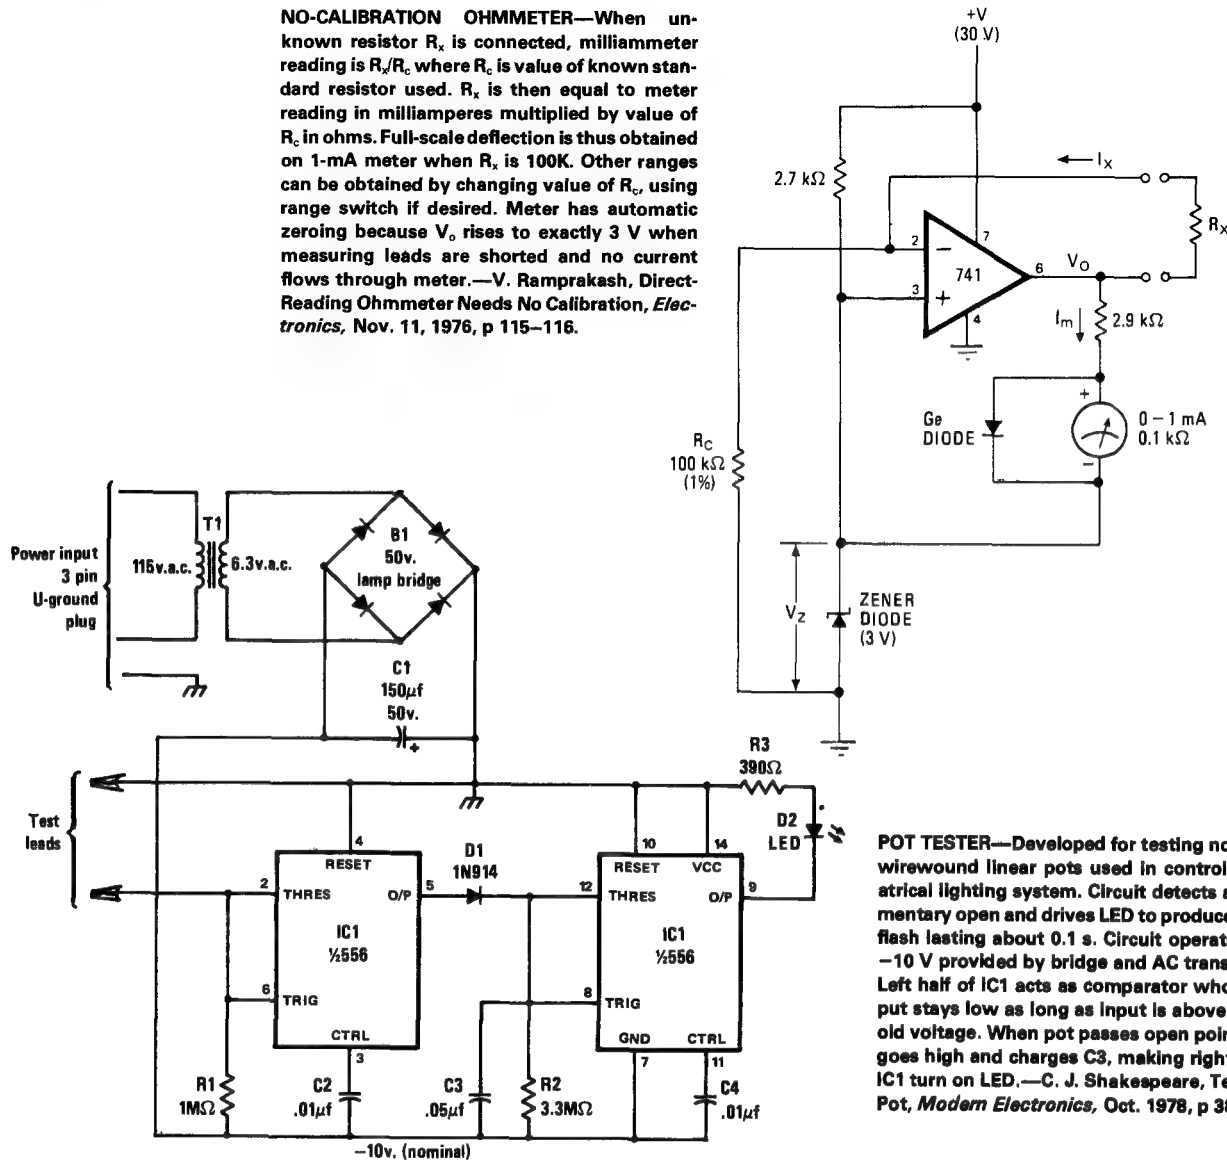 NO-CALIBRATION OHMMETER—When un-
known resistor Rx is connected, milliammeter
reading is Rx/Rc where Rc is value of known stan-
dard resistor used. Rx is then equal to meter
reading in milliamperes multiplied by value of
Rc in ohms. Full-scale deflection is thus obtained
on 1-mA meter when Rx is 100K. Other ranges
can be obtained by changing value of Rc, using
range switch if desired. Meter has automatic
zeroing because Vo rises to exactly 3 V when
measuring leads are shorted and no current
flows through meter.—V. Ramprakash, Direct-
Reading Ohmmeter Needs No Calibration, Elec-
tronics, Nov. 11, 1976, p 115–116.
+V
(30 V)
2.7 kΩ
Ix
Rx
2
7
741
6
VO
3
4
Im
2.9 kΩ
Ge
DIODE
+
0 – 1 mA
0.1 kΩ
−
RC
100 kΩ
(1%)
VZ
ZENER
DIODE
(3 V)
Power input
3 pin
U-ground
plug
115v.a.c.
T1
6.3v.a.c.
B1
50v.
lamp bridge
C1
150μf
50v.
+
Test
leads
R3
390Ω
D2
LED
4
RESET
2
THRES
O/P
5
IC1
½556
6
TRIG
CTRL
3
D1
1N914
10
14
RESET
VCC
12
THRES
O/P
9
IC1
½556
8
TRIG
GND
CTRL
7
11
R1
1MΩ
C2
.01μf
C3
.05μf
R2
3.3MΩ
C4
.01μf
−10v. (nominal)
POT TESTER—Developed for testing
wirewound linear pots used in control
atrical lighting system. Circuit detects
mentary open and drives LED to produce
flash lasting about 0.1 s. Circuit operat
−10 V provided by bridge and AC trans
Left half of IC1 acts as comparator who
put stays low as long as input is above
old voltage. When pot passes open poin
goes high and charges C3, making right
IC1 turn on LED.—C. J. Shakespeare, Te
Pot, Modern Electronics, Oct. 1978, p 38